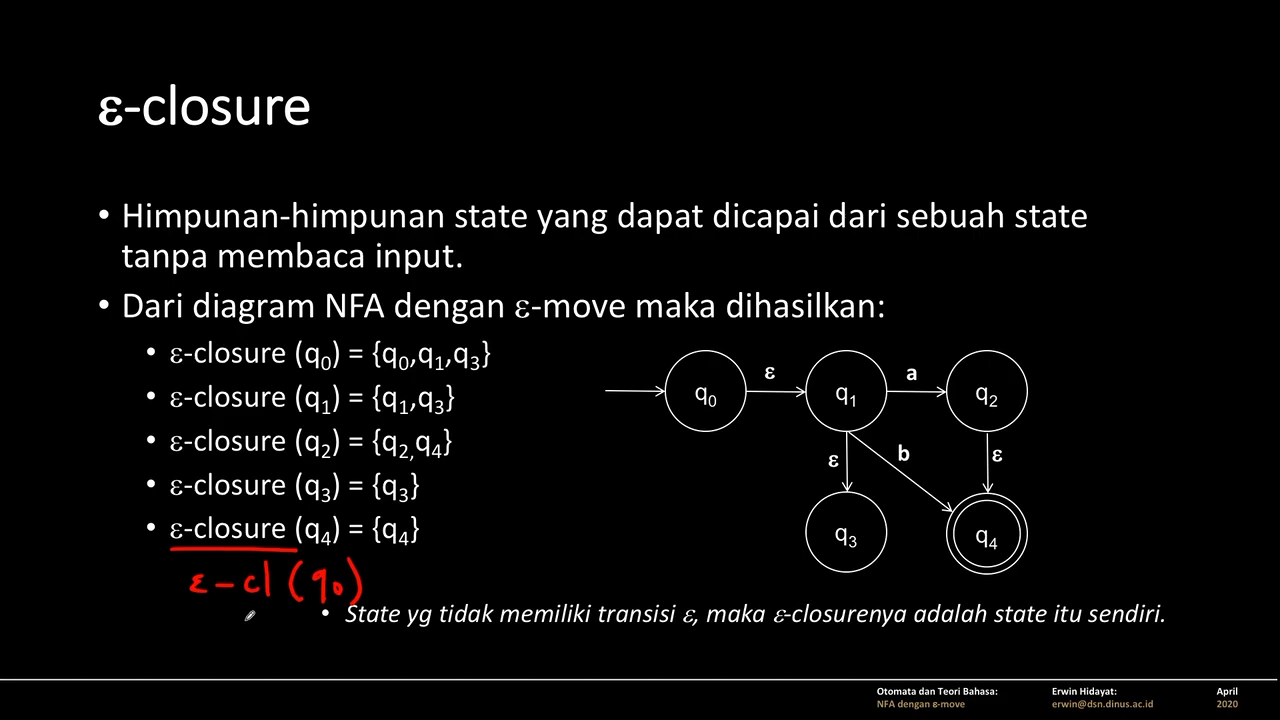 ε-closure
• Himpunan-himpunan state yang dapat dicapai dari sebuah state
tanpa membaca input.
• Dari diagram NFA dengan ε-move maka dihasilkan:
• ε-closure (q₀) = {q₀,q₁,q₃}
• ε-closure (q₁) = {q₁,q₃}
• ε-closure (q₂) = {q₂,q₄}
• ε-closure (q₃) = {q₃}
• ε-closure (q₄) = {q₄}
ε-cl (q₀)
q₀ ε q₁ a q₂
ε b ε
q₃ q₄
• State yg tidak memiliki transisi ε, maka ε-closurenya adalah state itu sendiri.
Otomata dan Teori Bahasa: Erwin Hidayat: April
NFA dengan ε-move erwin@dsn.dinus.ac.id 2020